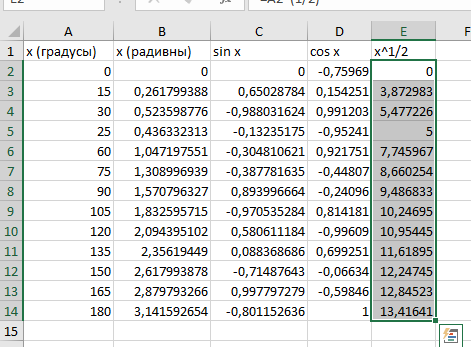 A B C D E F
1 x (градусы) x (радивны) sin x cos x x^1/2
2 0 0 0 -0,75969 0
3 15 0,261799388 0,65028784 0,154251 3,872983
4 30 0,523598776 -0,988031624 0,991203 5,477226
5 25 0,436332313 -0,13235175 -0,95241 5
6 60 1,047197551 -0,304810621 0,921751 7,745967
7 75 1,308996939 -0,387781635 -0,44807 8,660254
8 90 1,570796327 0,893996664 -0,24096 9,486833
9 105 1,832595715 -0,970535284 0,814181 10,24695
10 120 2,094395102 0,580611184 -0,99609 10,95445
11 135 2,35619449 0,088368686 0,699251 11,61895
12 150 2,617993878 -0,71487643 -0,06634 12,24745
13 165 2,879793266 0,997797279 -0,59846 12,84523
14 180 3,141592654 -0,801152636 1 13,41641
15